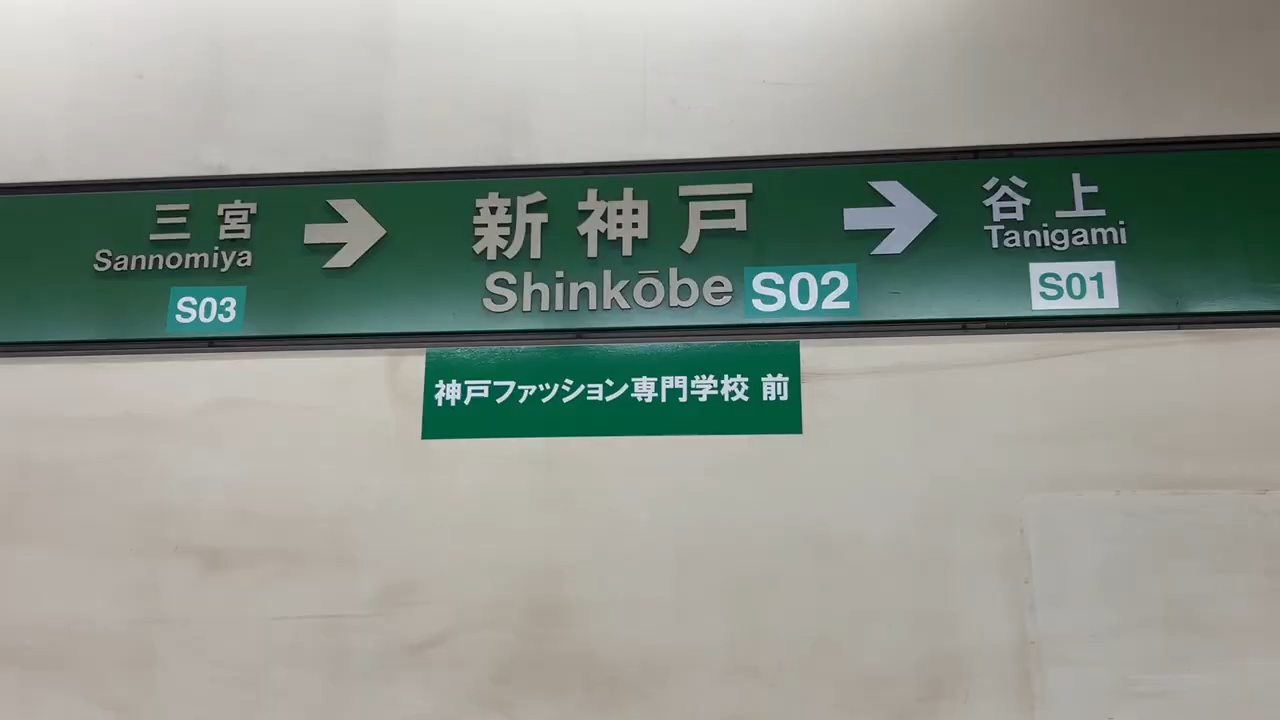 三宮
Sannomiya
S03
新神戸
Shinkōbe S02
谷上
Tanigami
S01
神戸ファッション専門学校 前